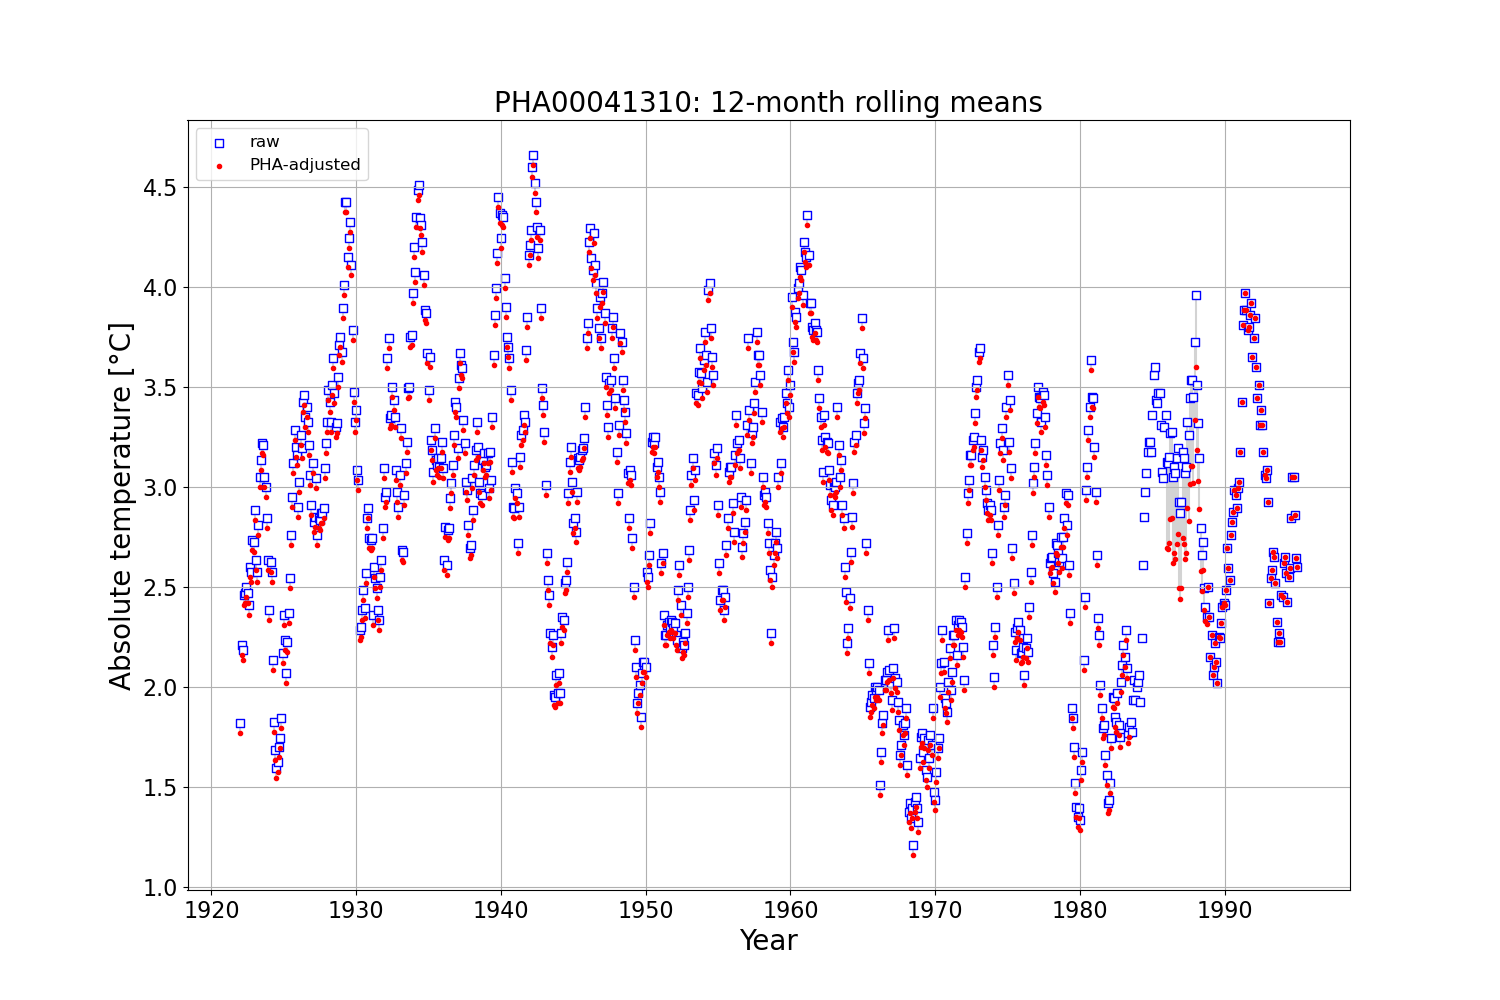 PHA00041310: 12-month rolling means
raw
PHA-adjusted
Absolute temperature [°C]
4.5
4.0
3.5
3.0
2.5
2.0
1.5
1.0
1920 1930 1940 1950 1960 1970 1980 1990
Year